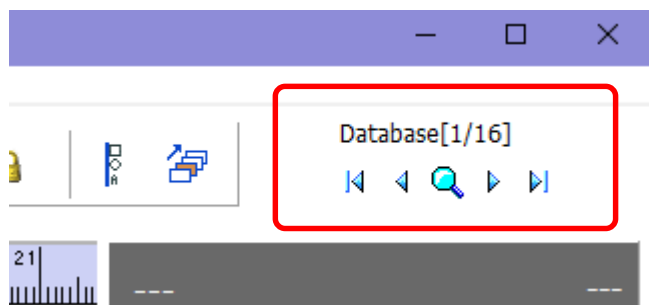 Database[1/16]
A
21
--- ---